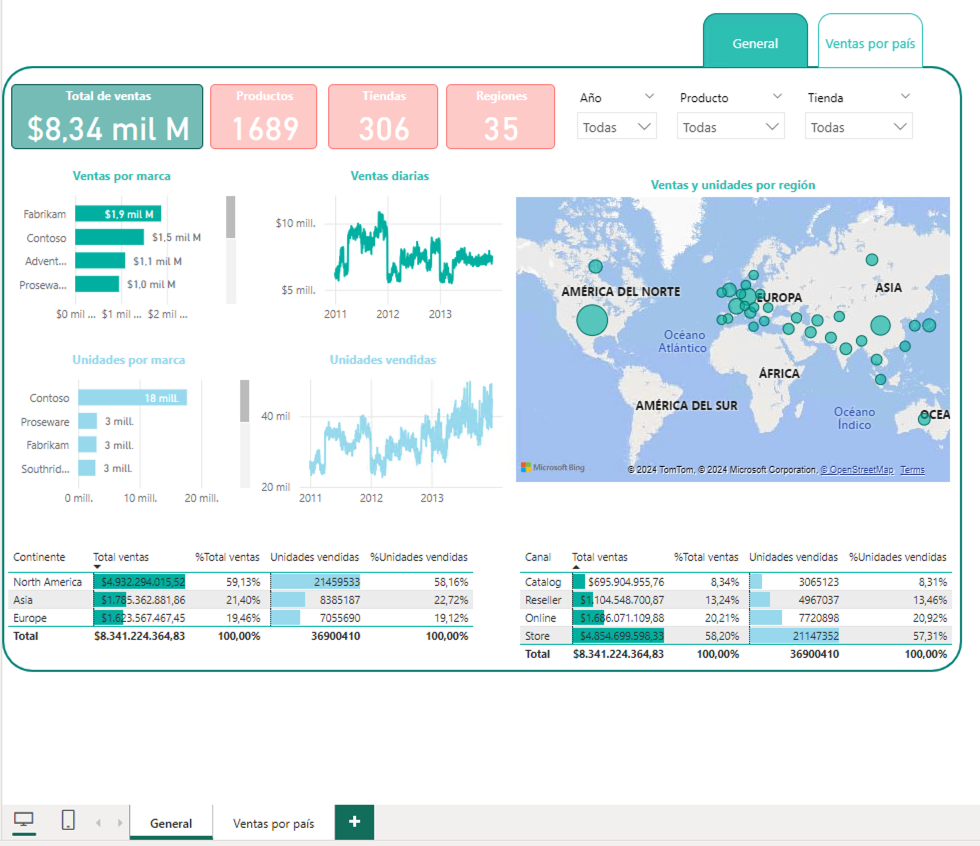 General
Ventas por país
Total de ventas
$8,34 mil M
Productos
1689
Tiendas
306
Regiones
35
Año
Todas
Producto
Todas
Tienda
Todas
Ventas por marca
Fabrikam
$1,9 mil M
Contoso
$1,5 mil M
Advent...
$1,1 mil M
Prosewa...
$1,0 mil M
$0 mil ... $1 mil ... $2 mil ...
Ventas diarias
$10 mill.
$5 mill.
2011 2012 2013
Ventas y unidades por región
AMÉRICA DEL NORTE
EUROPA
ASIA
Océano
Atlántico
ÁFRICA
AMÉRICA DEL SUR
Océano
Índico
OCEA
Microsoft Bing
© 2024 TomTom, © 2024 Microsoft Corporation, © OpenStreetMap Terms
Unidades por marca
Contoso
18 mill.
Proseware
3 mill.
Fabrikam
3 mill.
Southrid...
3 mill.
0 mill. 10 mill. 20 mill.
Unidades vendidas
40 mil
20 mil
2011 2012 2013
Continente Total ventas %Total ventas Unidades vendidas %Unidades vendidas
North America $4.932.294.015,52 59,13% 21459533 58,16%
Asia $1.785.362.881,86 21,40% 8385187 22,72%
Europe $1.623.567.467,45 19,46% 7055690 19,12%
Total $8.341.224.364,83 100,00% 36900410 100,00%
Canal Total ventas %Total ventas Unidades vendidas %Unidades vendidas
Catalog $695.904.955,76 8,34% 3065123 8,31%
Reseller $1.104.548.700,87 13,24% 4967037 13,46%
Online $1.686.071.109,88 20,21% 7720898 20,92%
Store $4.854.699.598,33 58,20% 21147352 57,31%
Total $8.341.224.364,83 100,00% 36900410 100,00%
General
Ventas por país
+